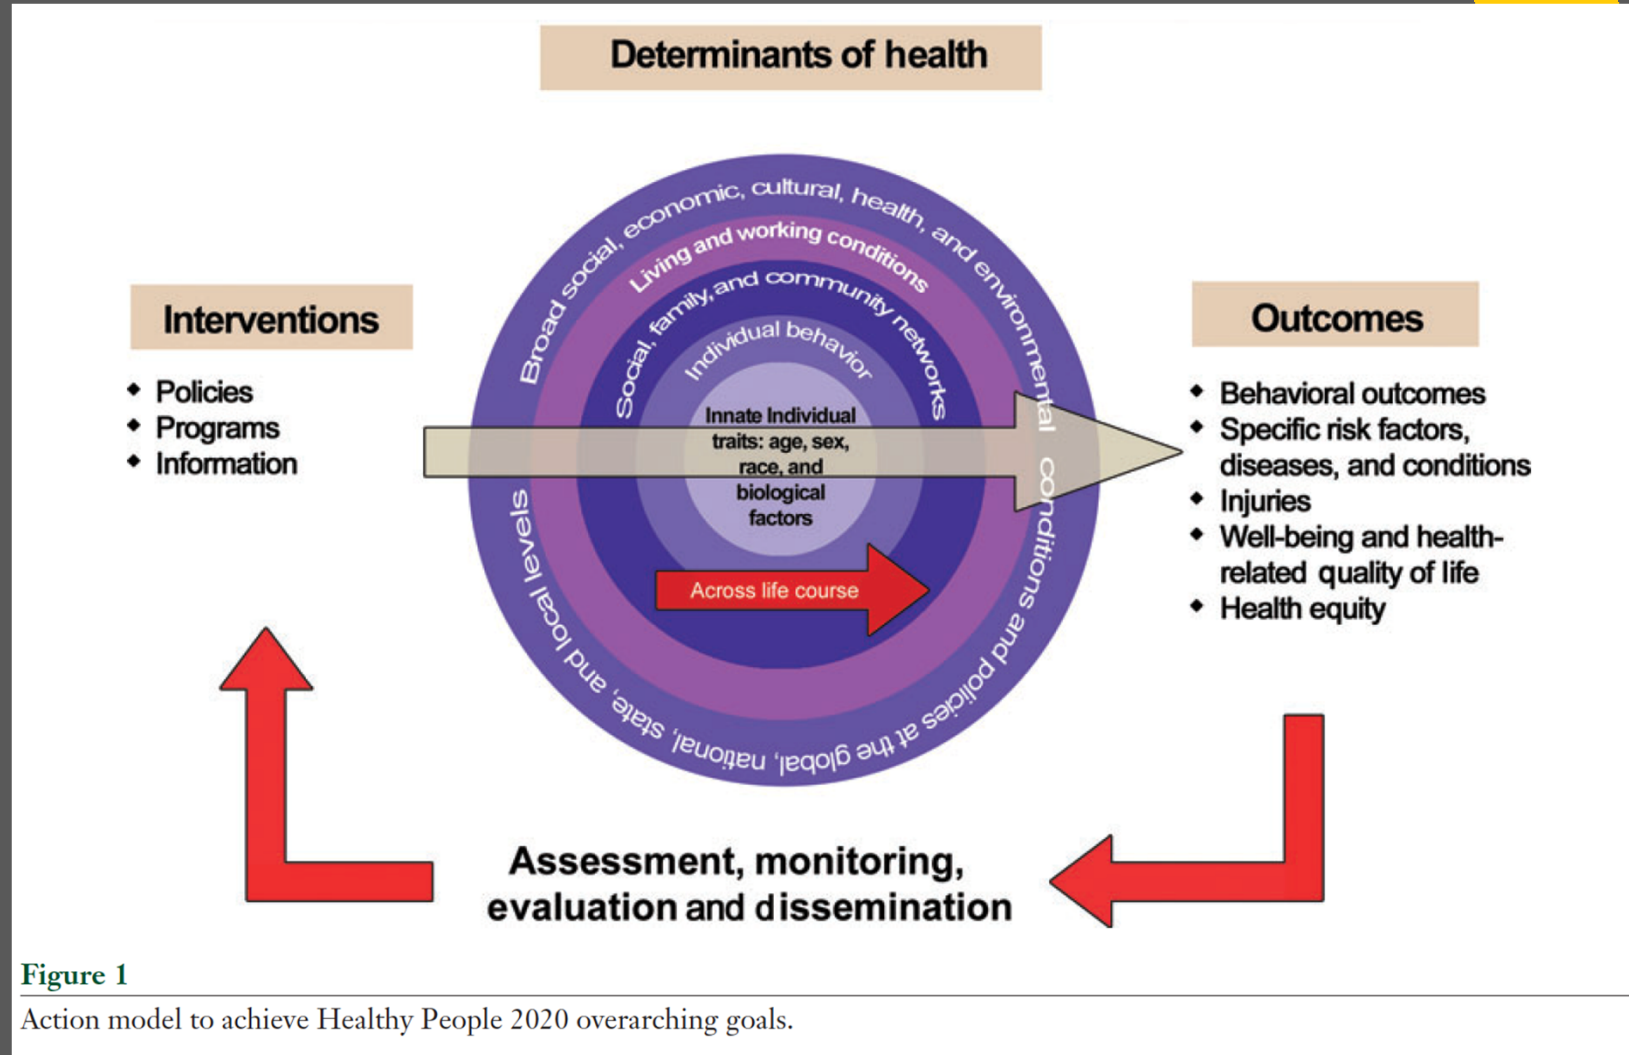 Determinants of health
Broad social, economic, cultural, health, and environmental conditions and policies at the global, national, state, and local levels
Living and working conditions
Social, family, and community networks
Individual behavior
Innate Individual
traits: age, sex,
race, and
biological
factors
Across life course
Interventions
Policies
Programs
Information
Outcomes
Behavioral outcomes
Specific risk factors,
diseases, and conditions
Injuries
Well-being and health-
related quality of life
Health equity
Assessment, monitoring,
evaluation and dissemination
Figure 1
Action model to achieve Healthy People 2020 overarching goals.